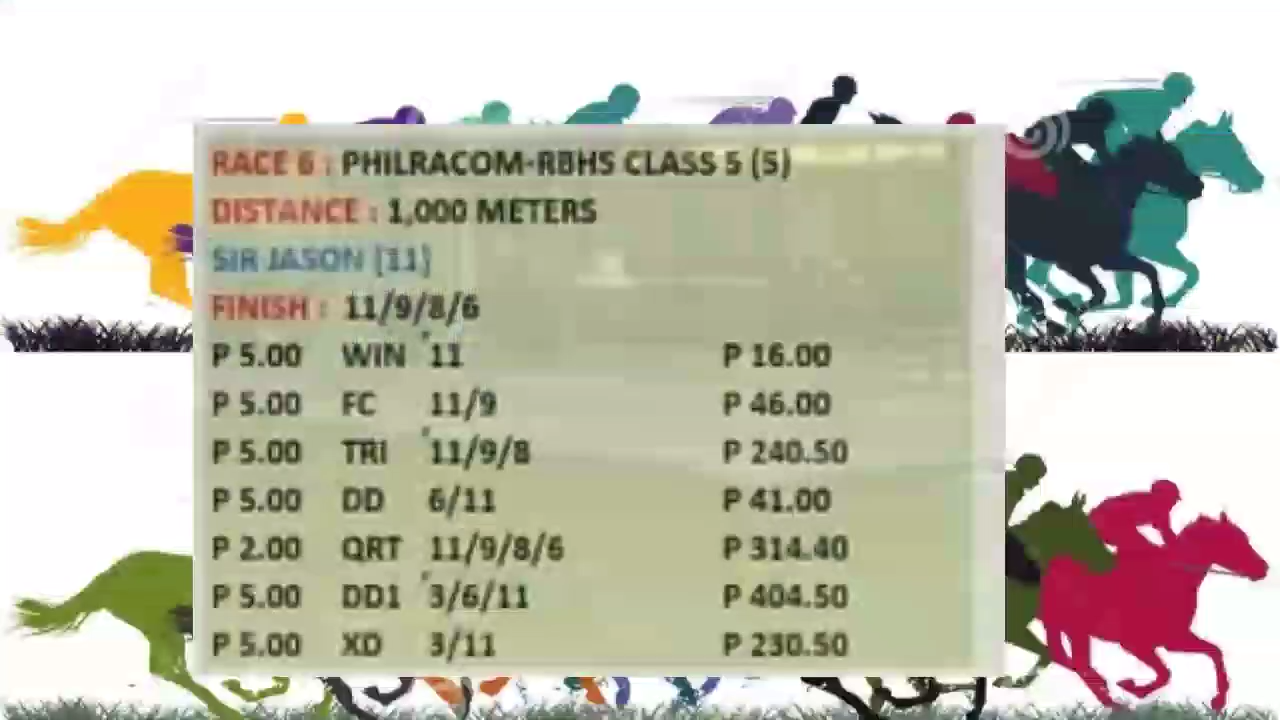 RACE 6 : PHILRACOM-RBHS CLASS 5 (5)
DISTANCE : 1,000 METERS
SIR JASON [11]
FINISH : 11/9/8/6
P 5.00 WIN '11 P 16.00
P 5.00 FC 11/9 P 46.00
P 5.00 TRI '11/9/8 P 240.50
P 5.00 DD 6/11 P 41.00
P 2.00 QRT 11/9/8/6 P 314.40
P 5.00 DD1 '3/6/11 P 404.50
P 5.00 XD 3/11 P 230.50